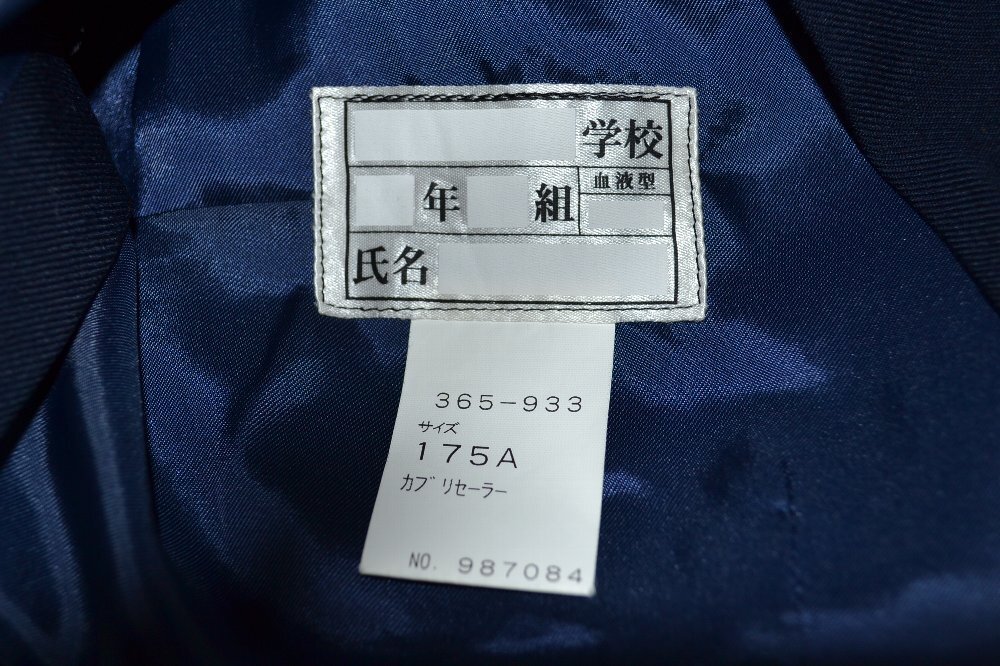 学校
年 組 血液型
氏名
365-933
サイズ
175A
カブリセーラー
NO. 987084